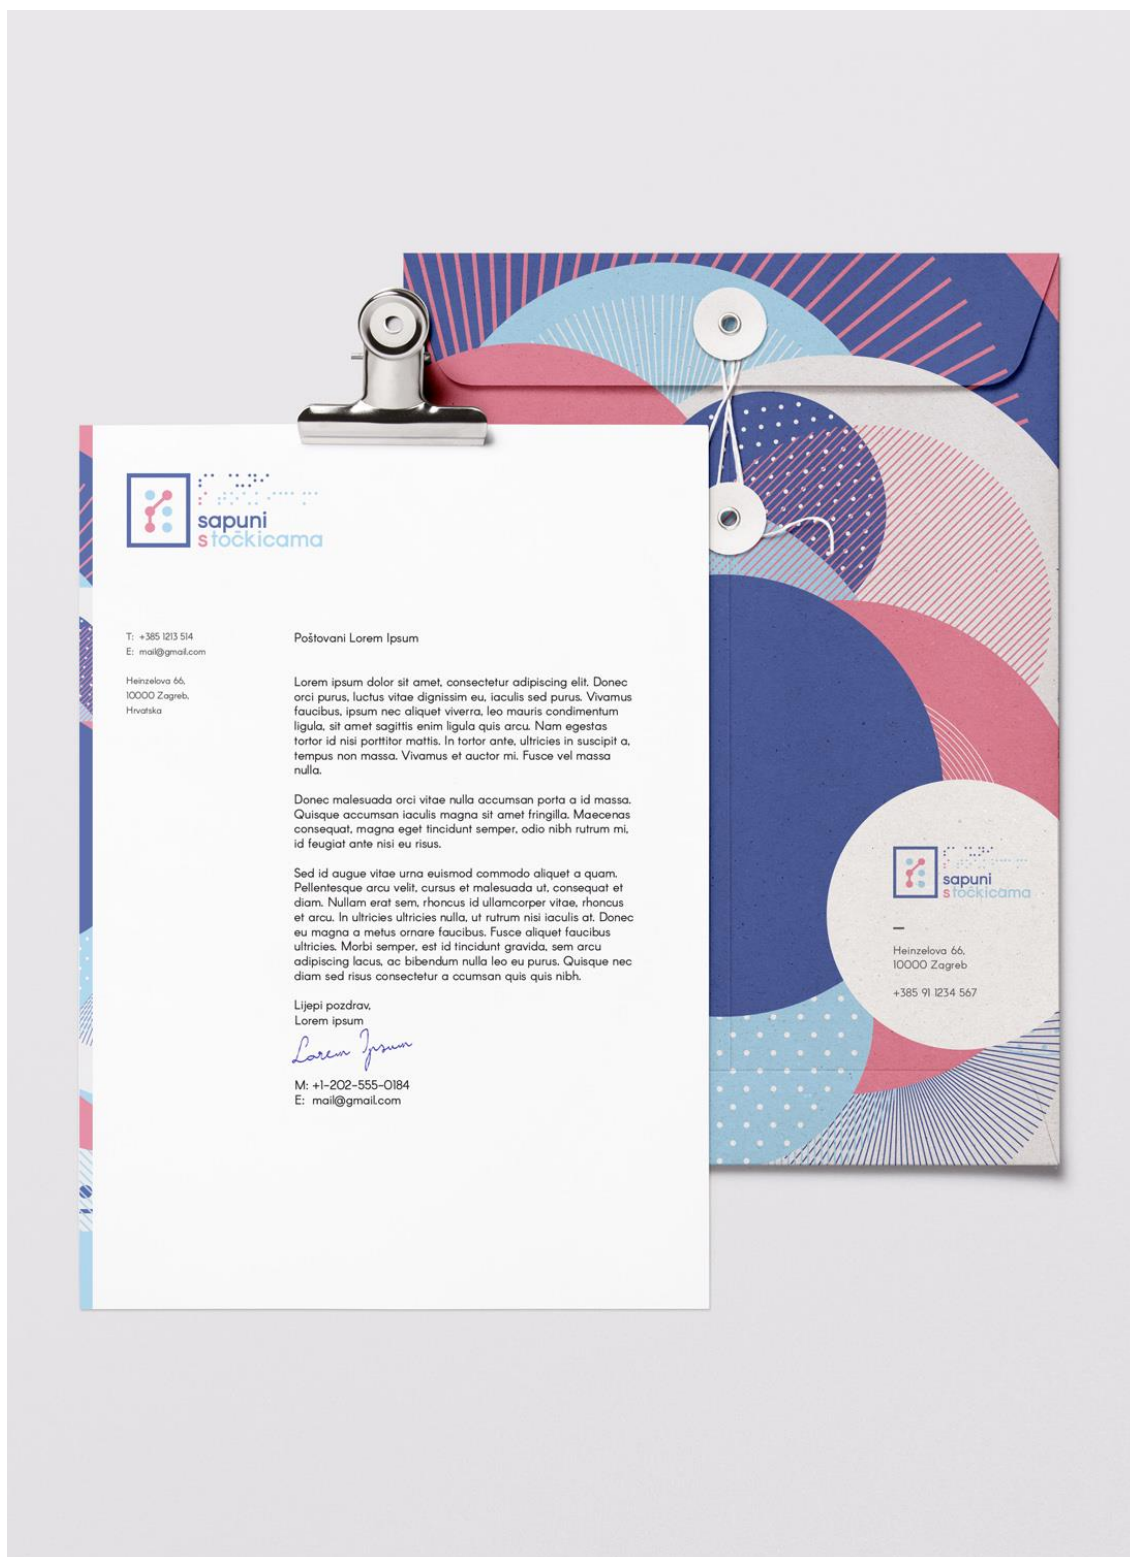 sapuni
s točkicama
T: +385 1213 514
E: mail@gmail.com
Heinzelova 66,
10000 Zagreb,
Hrvatska
Poštovani Lorem Ipsum
Lorem ipsum dolor sit amet, consectetur adipiscing elit. Donec
orci purus, luctus vitae dignissim eu, iaculis sed purus. Vivamus
faucibus, ipsum nec aliquet viverra, leo mauris condimentum
ligula, sit amet sagittis enim ligula quis arcu. Nam egestas
tortor id nisi porttitor mattis. In tortor ante, ultricies in suscipit a,
tempus non massa. Vivamus et auctor mi. Fusce vel massa
nulla.
Donec malesuada orci vitae nulla accumsan porta a id massa.
Quisque accumsan iaculis magna sit amet fringilla. Maecenas
consequat, magna eget tincidunt semper, odio nibh rutrum mi,
id feugiat ante nisi eu risus.
Sed id augue vitae urna euismod commodo aliquet a quam.
Pellentesque arcu velit, cursus et malesuada ut, consequat et
diam. Nullam erat sem, rhoncus id ullamcorper vitae, rhoncus
et arcu. In ultricies ultricies nulla, ut rutrum nisi iaculis at. Donec
eu magna a metus ornare faucibus. Fusce aliquet faucibus
ultricies. Morbi semper, est id tincidunt gravida, sem arcu
adipiscing lacus, ac bibendum nulla leo eu purus. Quisque nec
diam sed risus consectetur a ccumsan quis quis nibh.
Lijepi pozdrav,
Lorem ipsum
Lorem Ipsum
M: +1-202-555-0184
E: mail@gmail.com
sapuni
s točkicama
Heinzelova 66,
10000 Zagreb
+385 91 1234 567